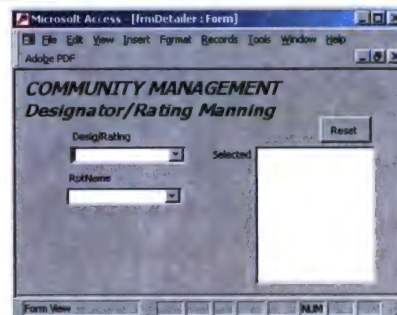 Microsoft Access - [frmDetailer : Form]
File Edit View Insert Format Records Tools Window Help
Adobe PDF
COMMUNITY MANAGEMENT
Designator/Rating Manning
Reset
Desig/Rating
Selected
RptName
Form View
NUM